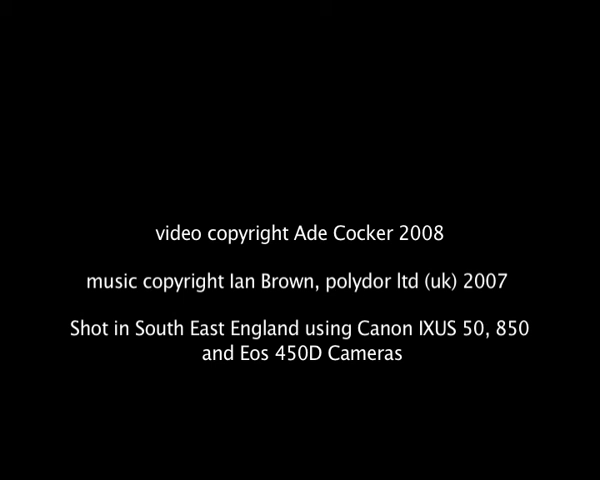 video copyright Ade Cocker 2008
music copyright Ian Brown, polydor ltd (uk) 2007
Shot in South East England using Canon IXUS 50, 850
and Eos 450D Cameras